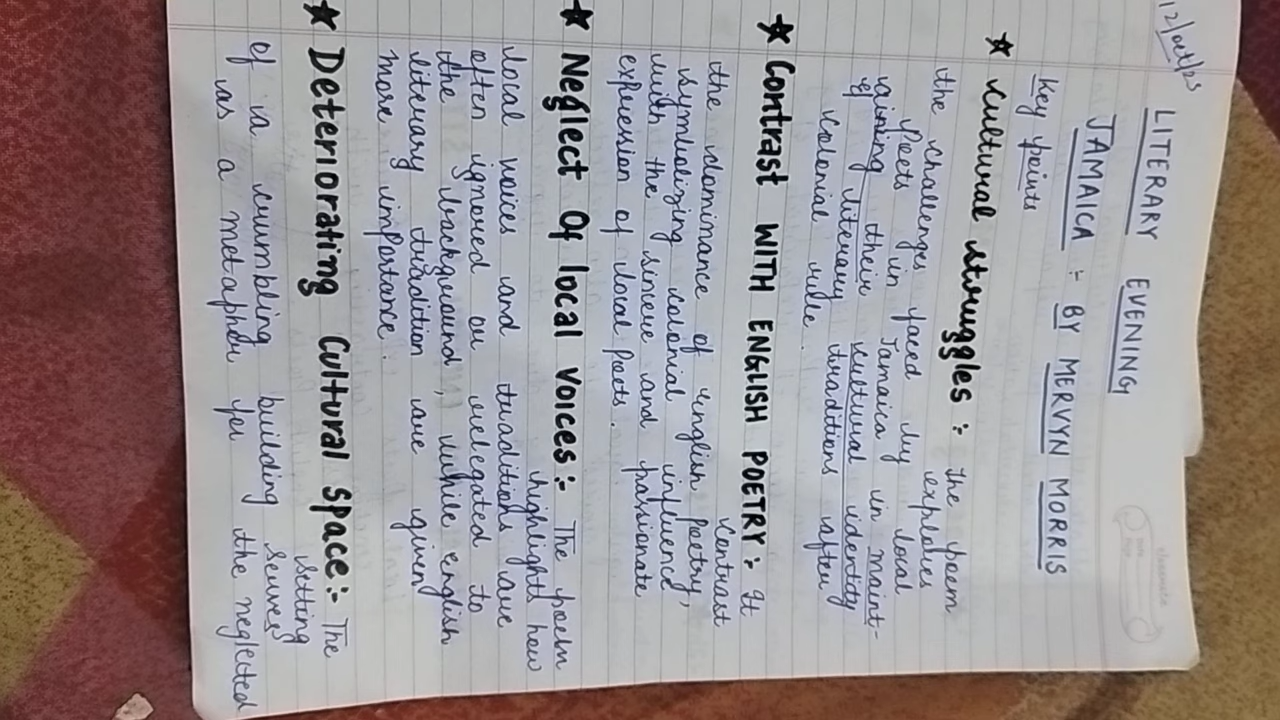 12/Oct/23
LITERARY EVENING
JAMAICA :- BY MERVYN MORRIS
Key points
★ Cultural struggles :- The poem explores
the challenges faced by local
Poets in Jamaica in maint-
aining their cultural identity
& literary traditions after
Colonial rule.
★ Contrast WITH ENGLISH POETRY :- It Contrast
the dominance of english Poetry,
symbolizing colonial influend
with the sincere and passionate
expression of local Poets.
★ Neglect Of local voices :- The poem highlights how
local voices and traditions are
often ignored or relegated to
the background, while english
literary tradition are given
more importance.
★ Deteriorating Cultural space :- The setting
of a crumbling building serves
as a metaphor for the neglected